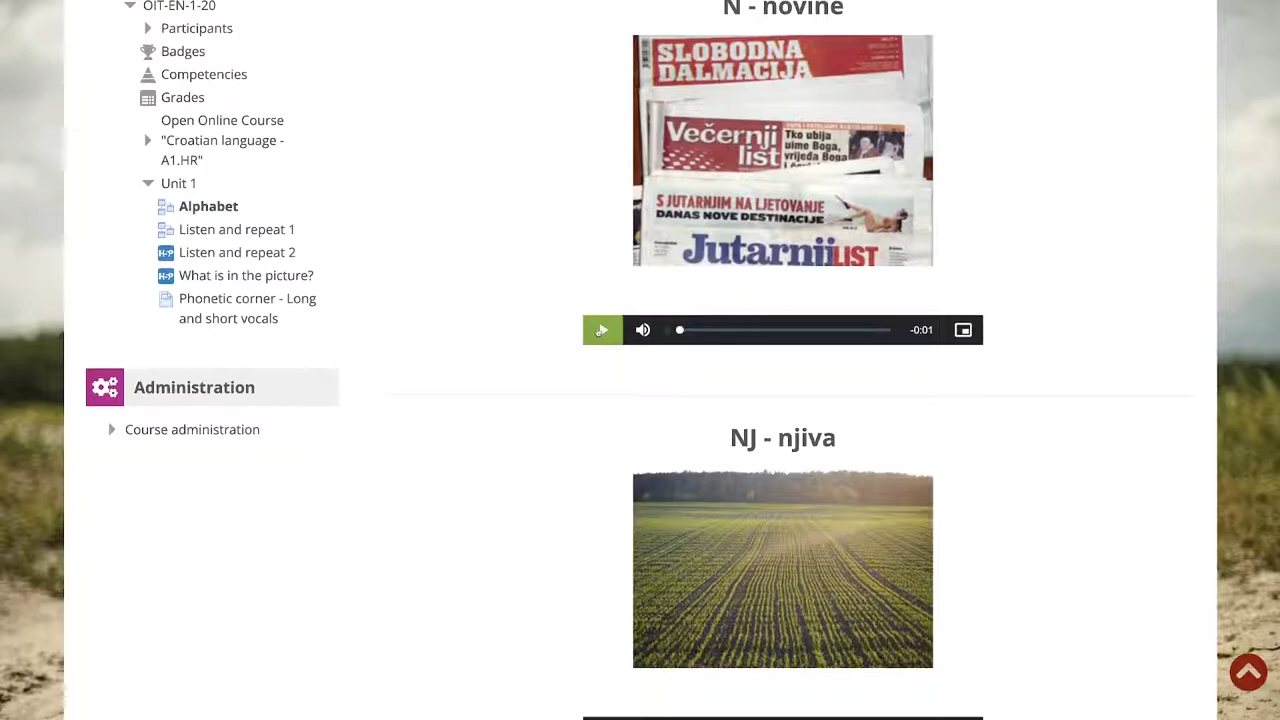 OIT-EN-1-20
Participants
Badges
Competencies
Grades
Open Online Course
"Croatian language -
A1.HR"
Unit 1
Alphabet
Listen and repeat 1
Listen and repeat 2
What is in the picture?
Phonetic corner - Long
and short vocals
Administration
Course administration
N - novine
SLOBODNA
DALMACIJA
Večernji
list
Tko ubija
uime Boga,
vrijeđa Boga
S JUTARNJIM NA LJETOVANJE
DANAS NOVE DESTINACIJE
Jutarnji LIST
-0:01
NJ - njiva